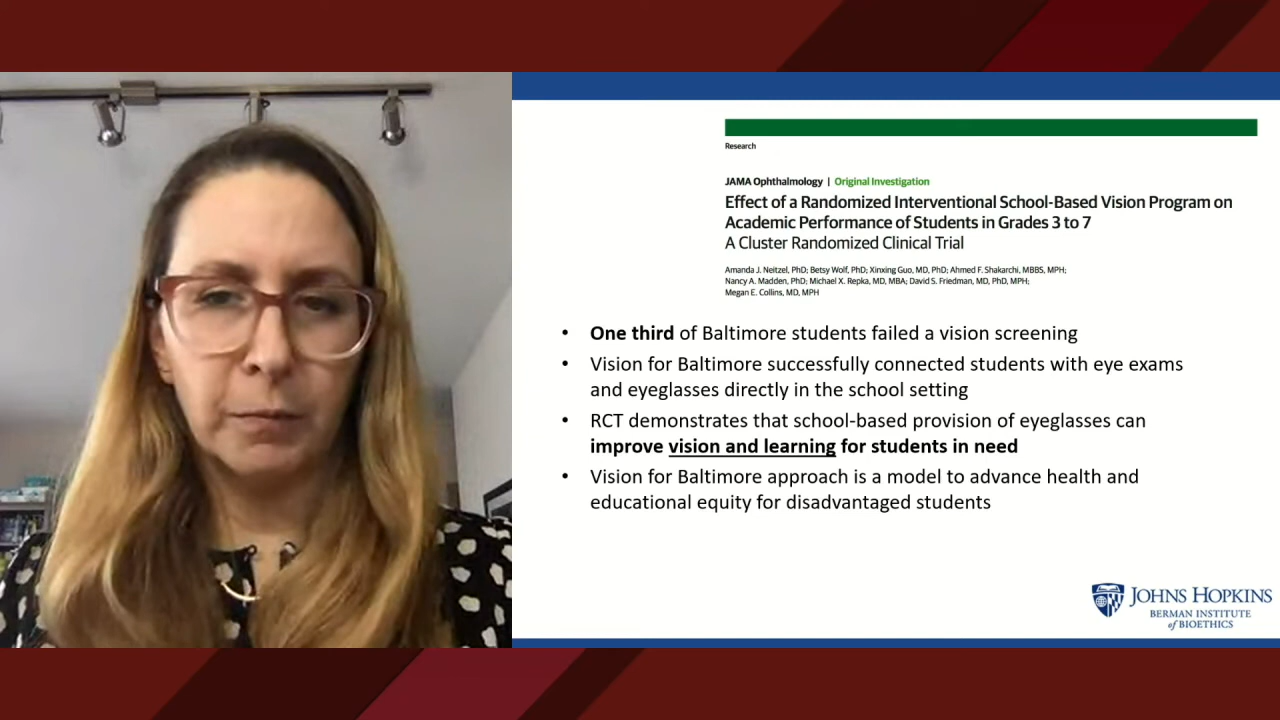 Research
JAMA Ophthalmology | Original Investigation
Effect of a Randomized Interventional School-Based Vision Program on
Academic Performance of Students in Grades 3 to 7
A Cluster Randomized Clinical Trial
Amanda J. Neitzel, PhD; Betsy Wolf, PhD; Xinxing Guo, MD, PhD; Ahmed F. Shakarchi, MBBS, MPH;
Nancy A. Madden, PhD; Michael X. Repka, MD, MBA; David S. Friedman, MD, PhD, MPH;
Megan E. Collins, MD, MPH
• One third of Baltimore students failed a vision screening
• Vision for Baltimore successfully connected students with eye exams
and eyeglasses directly in the school setting
• RCT demonstrates that school-based provision of eyeglasses can
improve vision and learning for students in need
• Vision for Baltimore approach is a model to advance health and
educational equity for disadvantaged students
JOHNS HOPKINS
BERMAN INSTITUTE
of BIOETHICS